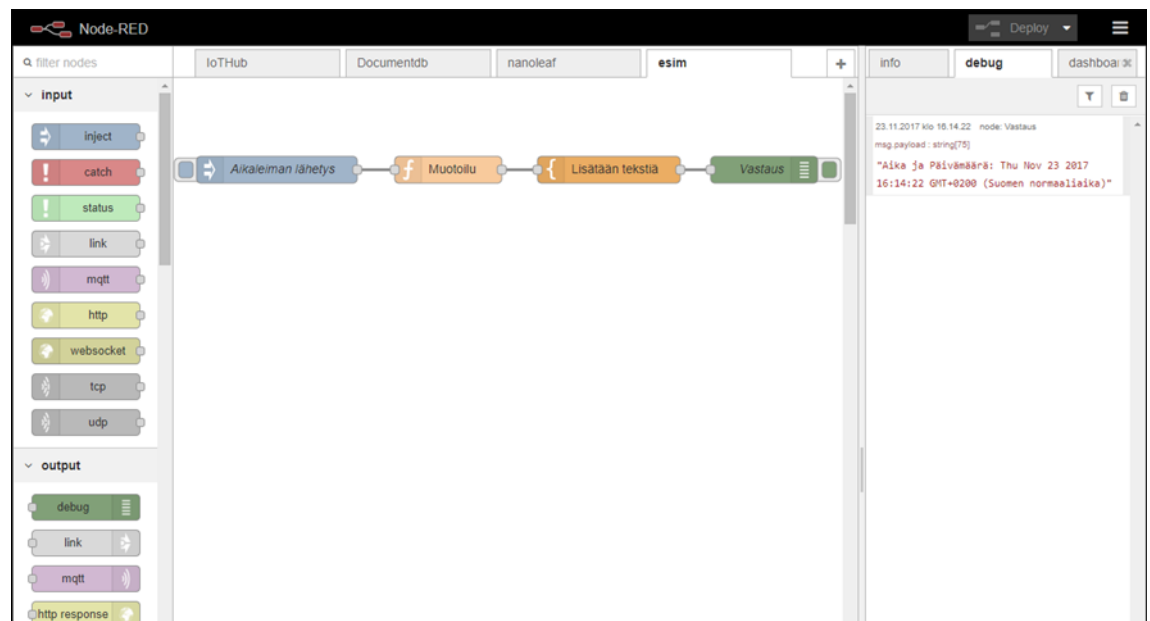 Node-RED
Deploy
filter nodes
IoTHub
Documentdb
nanoleaf
esim
+
info
debug
dashboa
input
inject
catch
status
link
mqtt
http
websocket
tcp
udp
output
debug
link
mqtt
http response
Aikaleiman lähetys
Muotoilu
Lisätään tekstiä
Vastaus
23.11.2017 klo 16.14.22 node: Vastaus
msg.payload : string[75]
"Aika ja Päivämäärä: Thu Nov 23 2017
16:14:22 GMT+0200 (Suomen normaaliaika)"